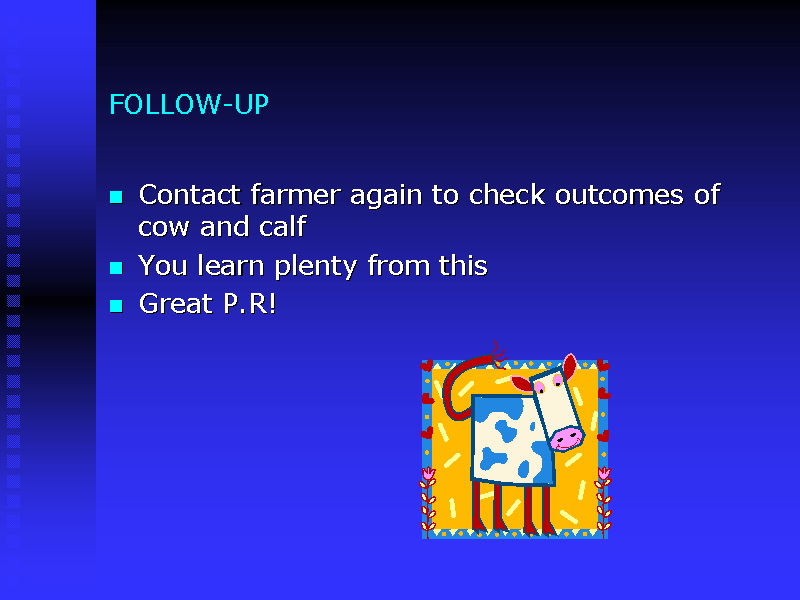 FOLLOW-UP
Contact farmer again to check outcomes of
cow and calf
You learn plenty from this
Great P.R!